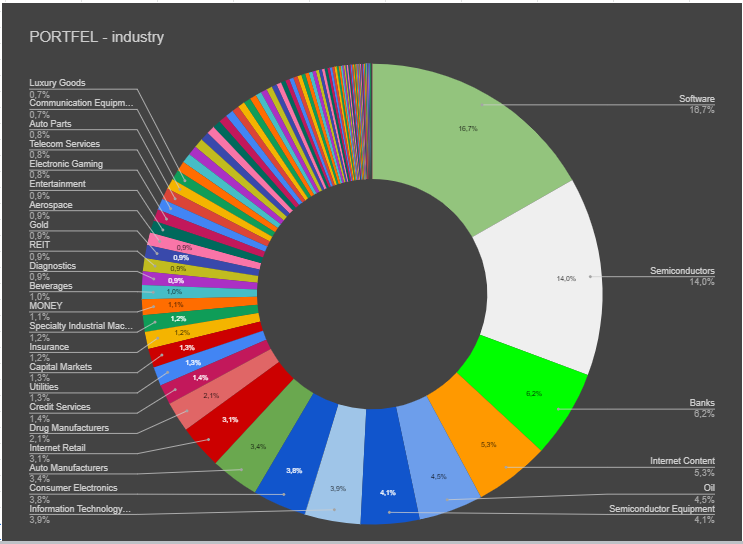 PORTFEL - industry
Luxury Goods
0,7%
Communication Equipm…
0,7%
Auto Parts
0,8%
Telecom Services
0,8%
Electronic Gaming
0,8%
Entertainment
0,9%
Aerospace
0,9%
Gold
0,9%
REIT
0,9%
Diagnostics
0,9%
Beverages
1,0%
MONEY
1,1%
Specialty Industrial Mac…
1,2%
Insurance
1,2%
Capital Markets
1,3%
Utilities
1,3%
Credit Services
1,4%
Drug Manufacturers
2,1%
Internet Retail
3,1%
Auto Manufacturers
3,4%
Consumer Electronics
3,8%
Information Technology…
3,9%
0,9%
0,9%
0,9%
0,9%
1,0%
1,1%
1,2%
1,2%
1,3%
1,3%
1,4%
2,1%
3,1%
3,4%
3,8%
3,9%
4,1%
4,5%
5,3%
6,2%
14,0%
16,7%
Software
16,7%
Semiconductors
14,0%
Banks
6,2%
Internet Content
5,3%
Oil
4,5%
Semiconductor Equipment
4,1%